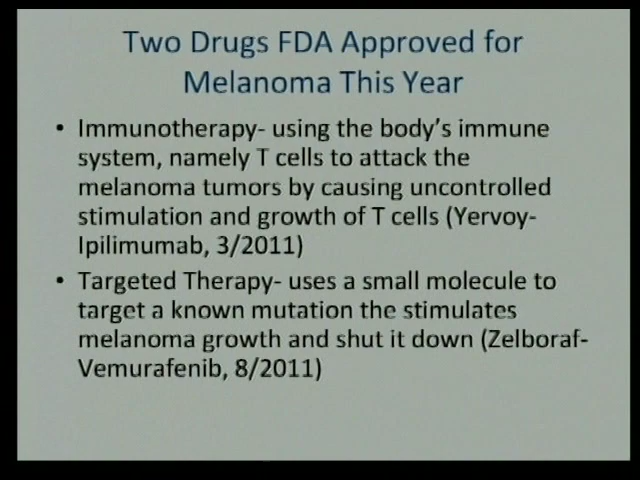 Two Drugs FDA Approved for
Melanoma This Year
• Immunotherapy- using the body's immune
system, namely T cells to attack the
melanoma tumors by causing uncontrolled
stimulation and growth of T cells (Yervoy-
Ipilimumab, 3/2011)
• Targeted Therapy- uses a small molecule to
target a known mutation the stimulates
melanoma growth and shut it down (Zelboraf-
Vemurafenib, 8/2011)